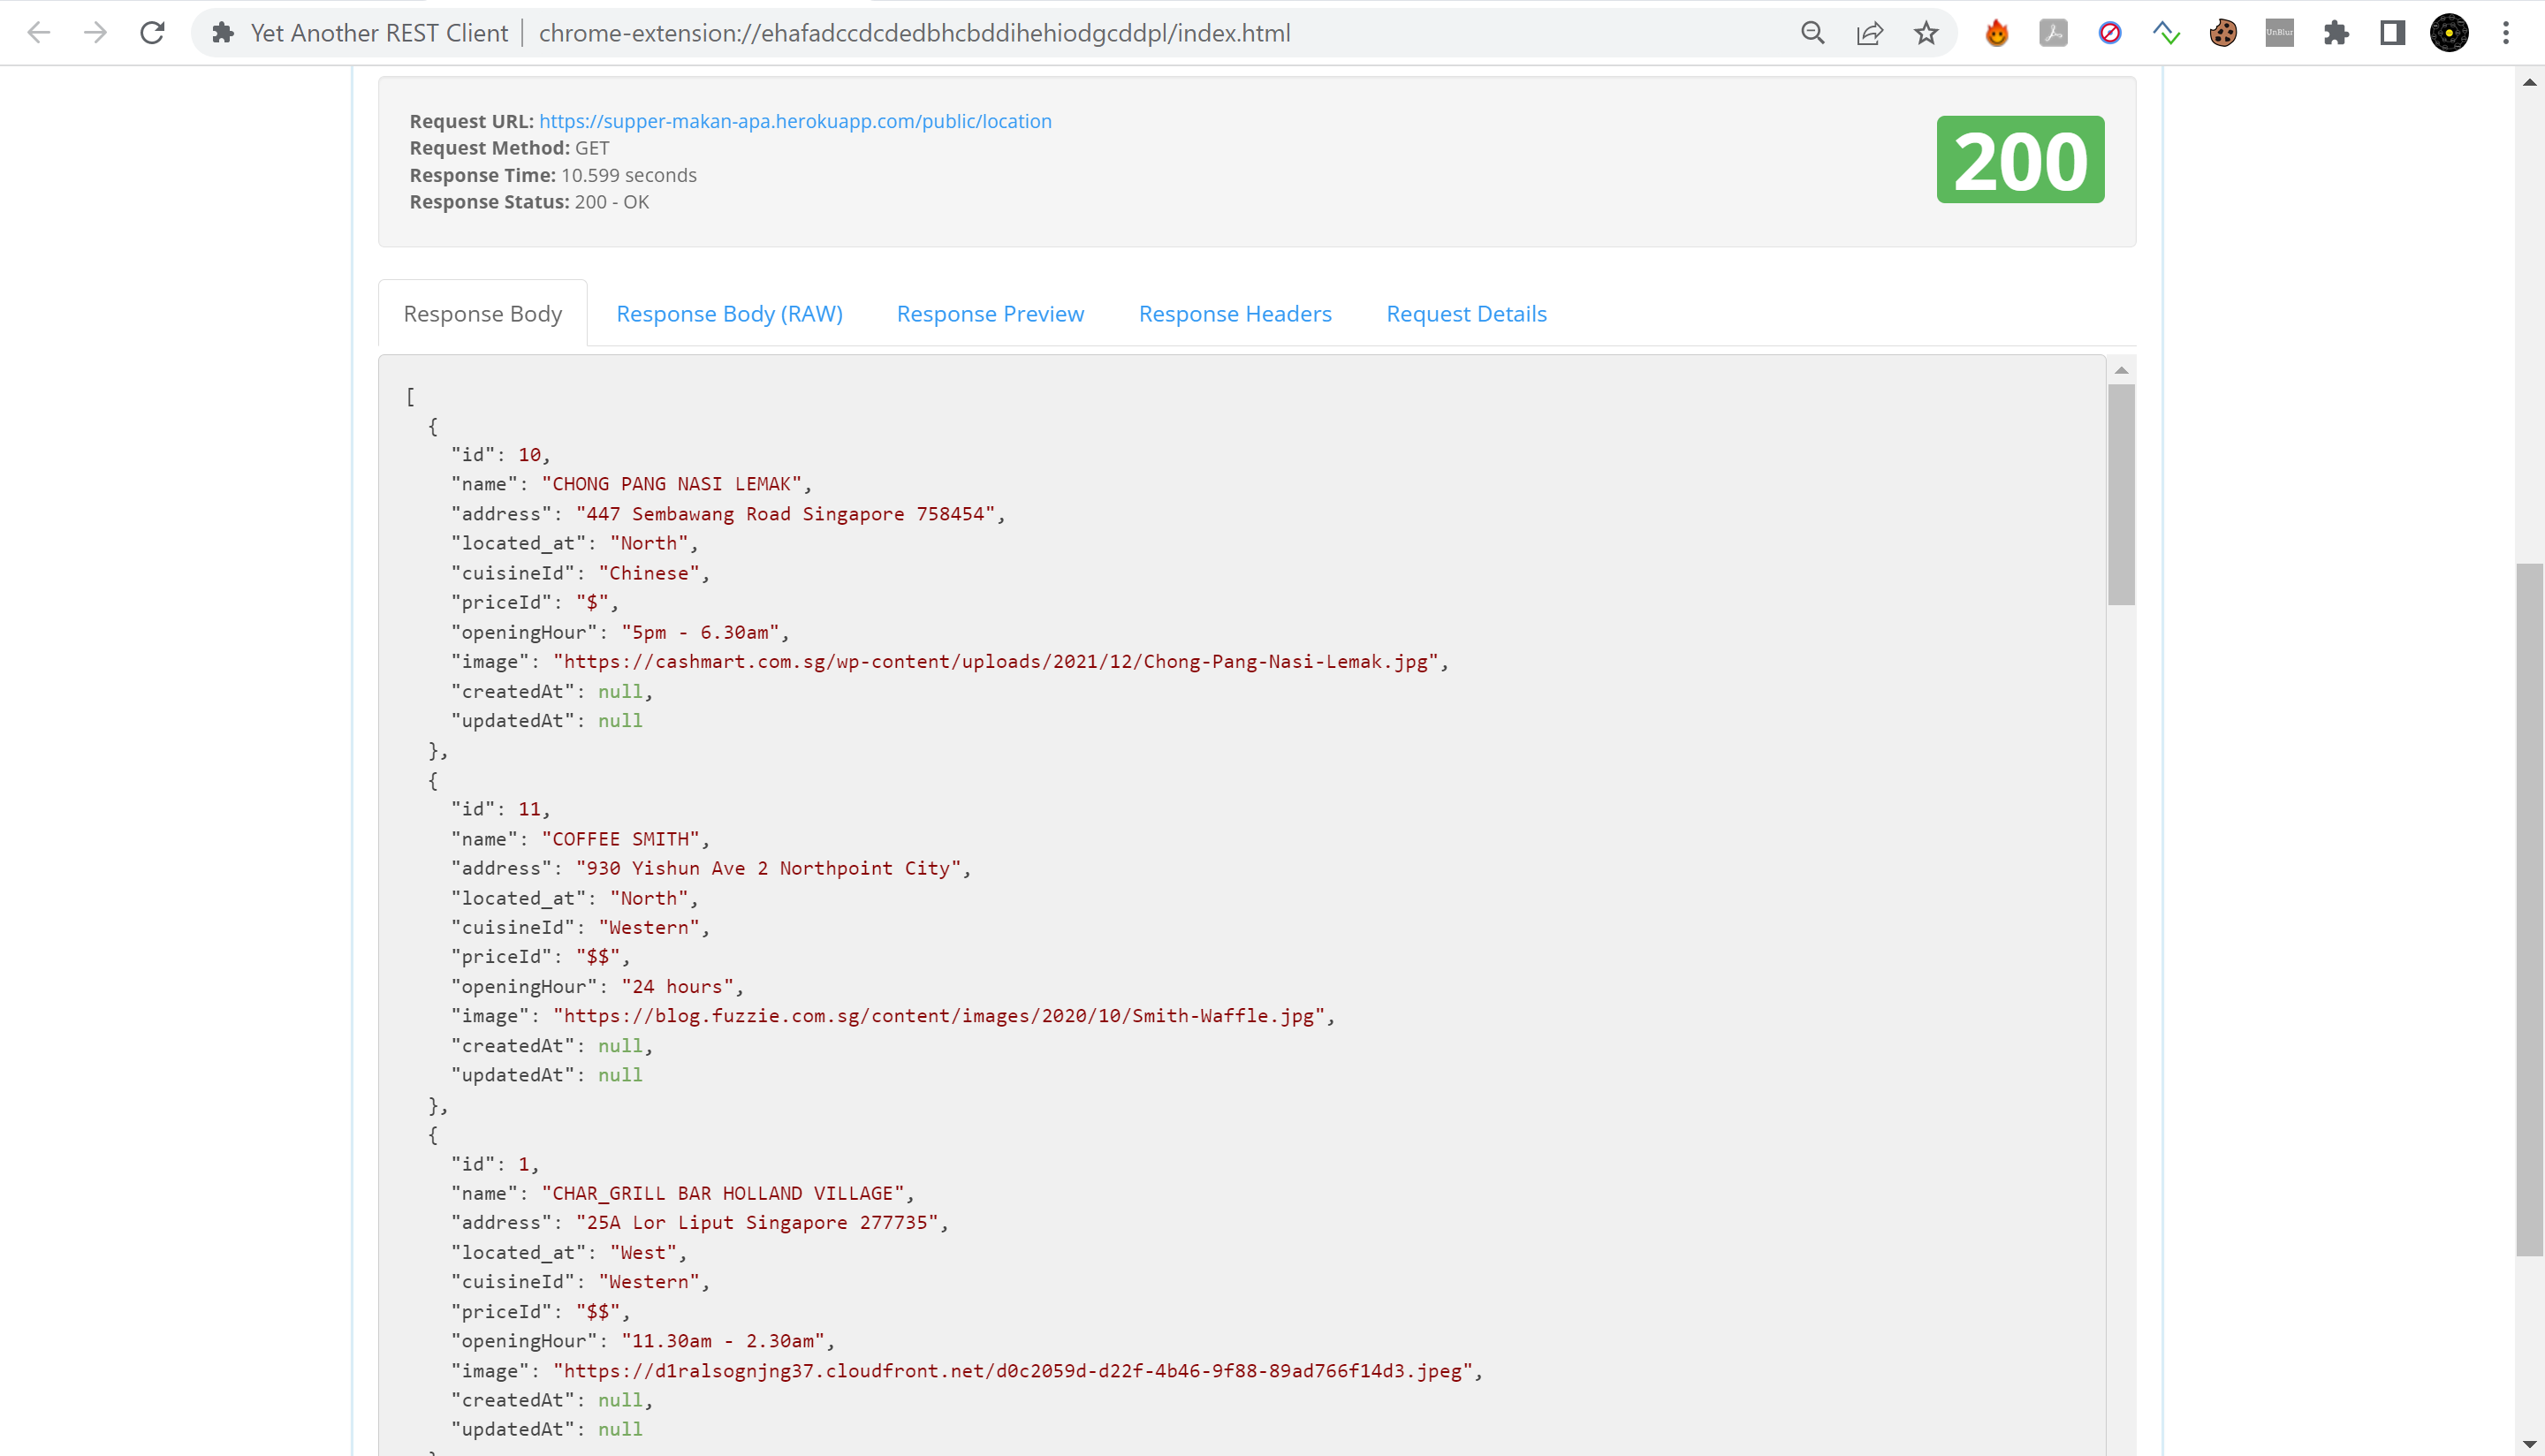 Yet Another REST Client | chrome-extension://ehafadccdcdedbhcbddihehiodgcddpl/index.html
UnBlur
Request URL: https://supper-makan-apa.herokuapp.com/public/location
Request Method: GET
Response Time: 10.599 seconds
Response Status: 200 - OK
200
Response Body Response Body (RAW) Response Preview Response Headers Request Details
[
{
"id": 10,
"name": "CHONG PANG NASI LEMAK",
"address": "447 Sembawang Road Singapore 758454",
"located_at": "North",
"cuisineId": "Chinese",
"priceId": "$",
"openingHour": "5pm - 6.30am",
"image": "https://cashmart.com.sg/wp-content/uploads/2021/12/Chong-Pang-Nasi-Lemak.jpg",
"createdAt": null,
"updatedAt": null
},
{
"id": 11,
"name": "COFFEE SMITH",
"address": "930 Yishun Ave 2 Northpoint City",
"located_at": "North",
"cuisineId": "Western",
"priceId": "$$",
"openingHour": "24 hours",
"image": "https://blog.fuzzie.com.sg/content/images/2020/10/Smith-Waffle.jpg",
"createdAt": null,
"updatedAt": null
},
{
"id": 1,
"name": "CHAR_GRILL BAR HOLLAND VILLAGE",
"address": "25A Lor Liput Singapore 277735",
"located_at": "West",
"cuisineId": "Western",
"priceId": "$$",
"openingHour": "11.30am - 2.30am",
"image": "https://d1ralsognjng37.cloudfront.net/d0c2059d-d22f-4b46-9f88-89ad766f14d3.jpeg",
"createdAt": null,
"updatedAt": null